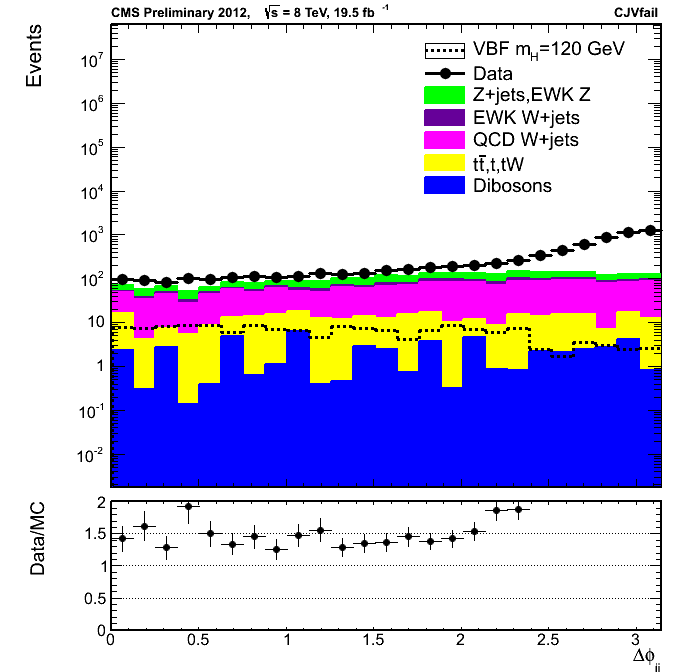 CMS Preliminary 2012, √s = 8 TeV, 19.5 fb⁻¹ CJVfail
Events
VBF m_H=120 GeV
Data
Z+jets,EWK Z
EWK W+jets
QCD W+jets
tt̄,t,tW
Dibosons
10⁷
10⁶
10⁵
10⁴
10³
10²
10
1
10⁻¹
10⁻²
Data/MC
2
1.5
1
0.5
0
0 0.5 1 1.5 2 2.5 3
Δϕ_jj